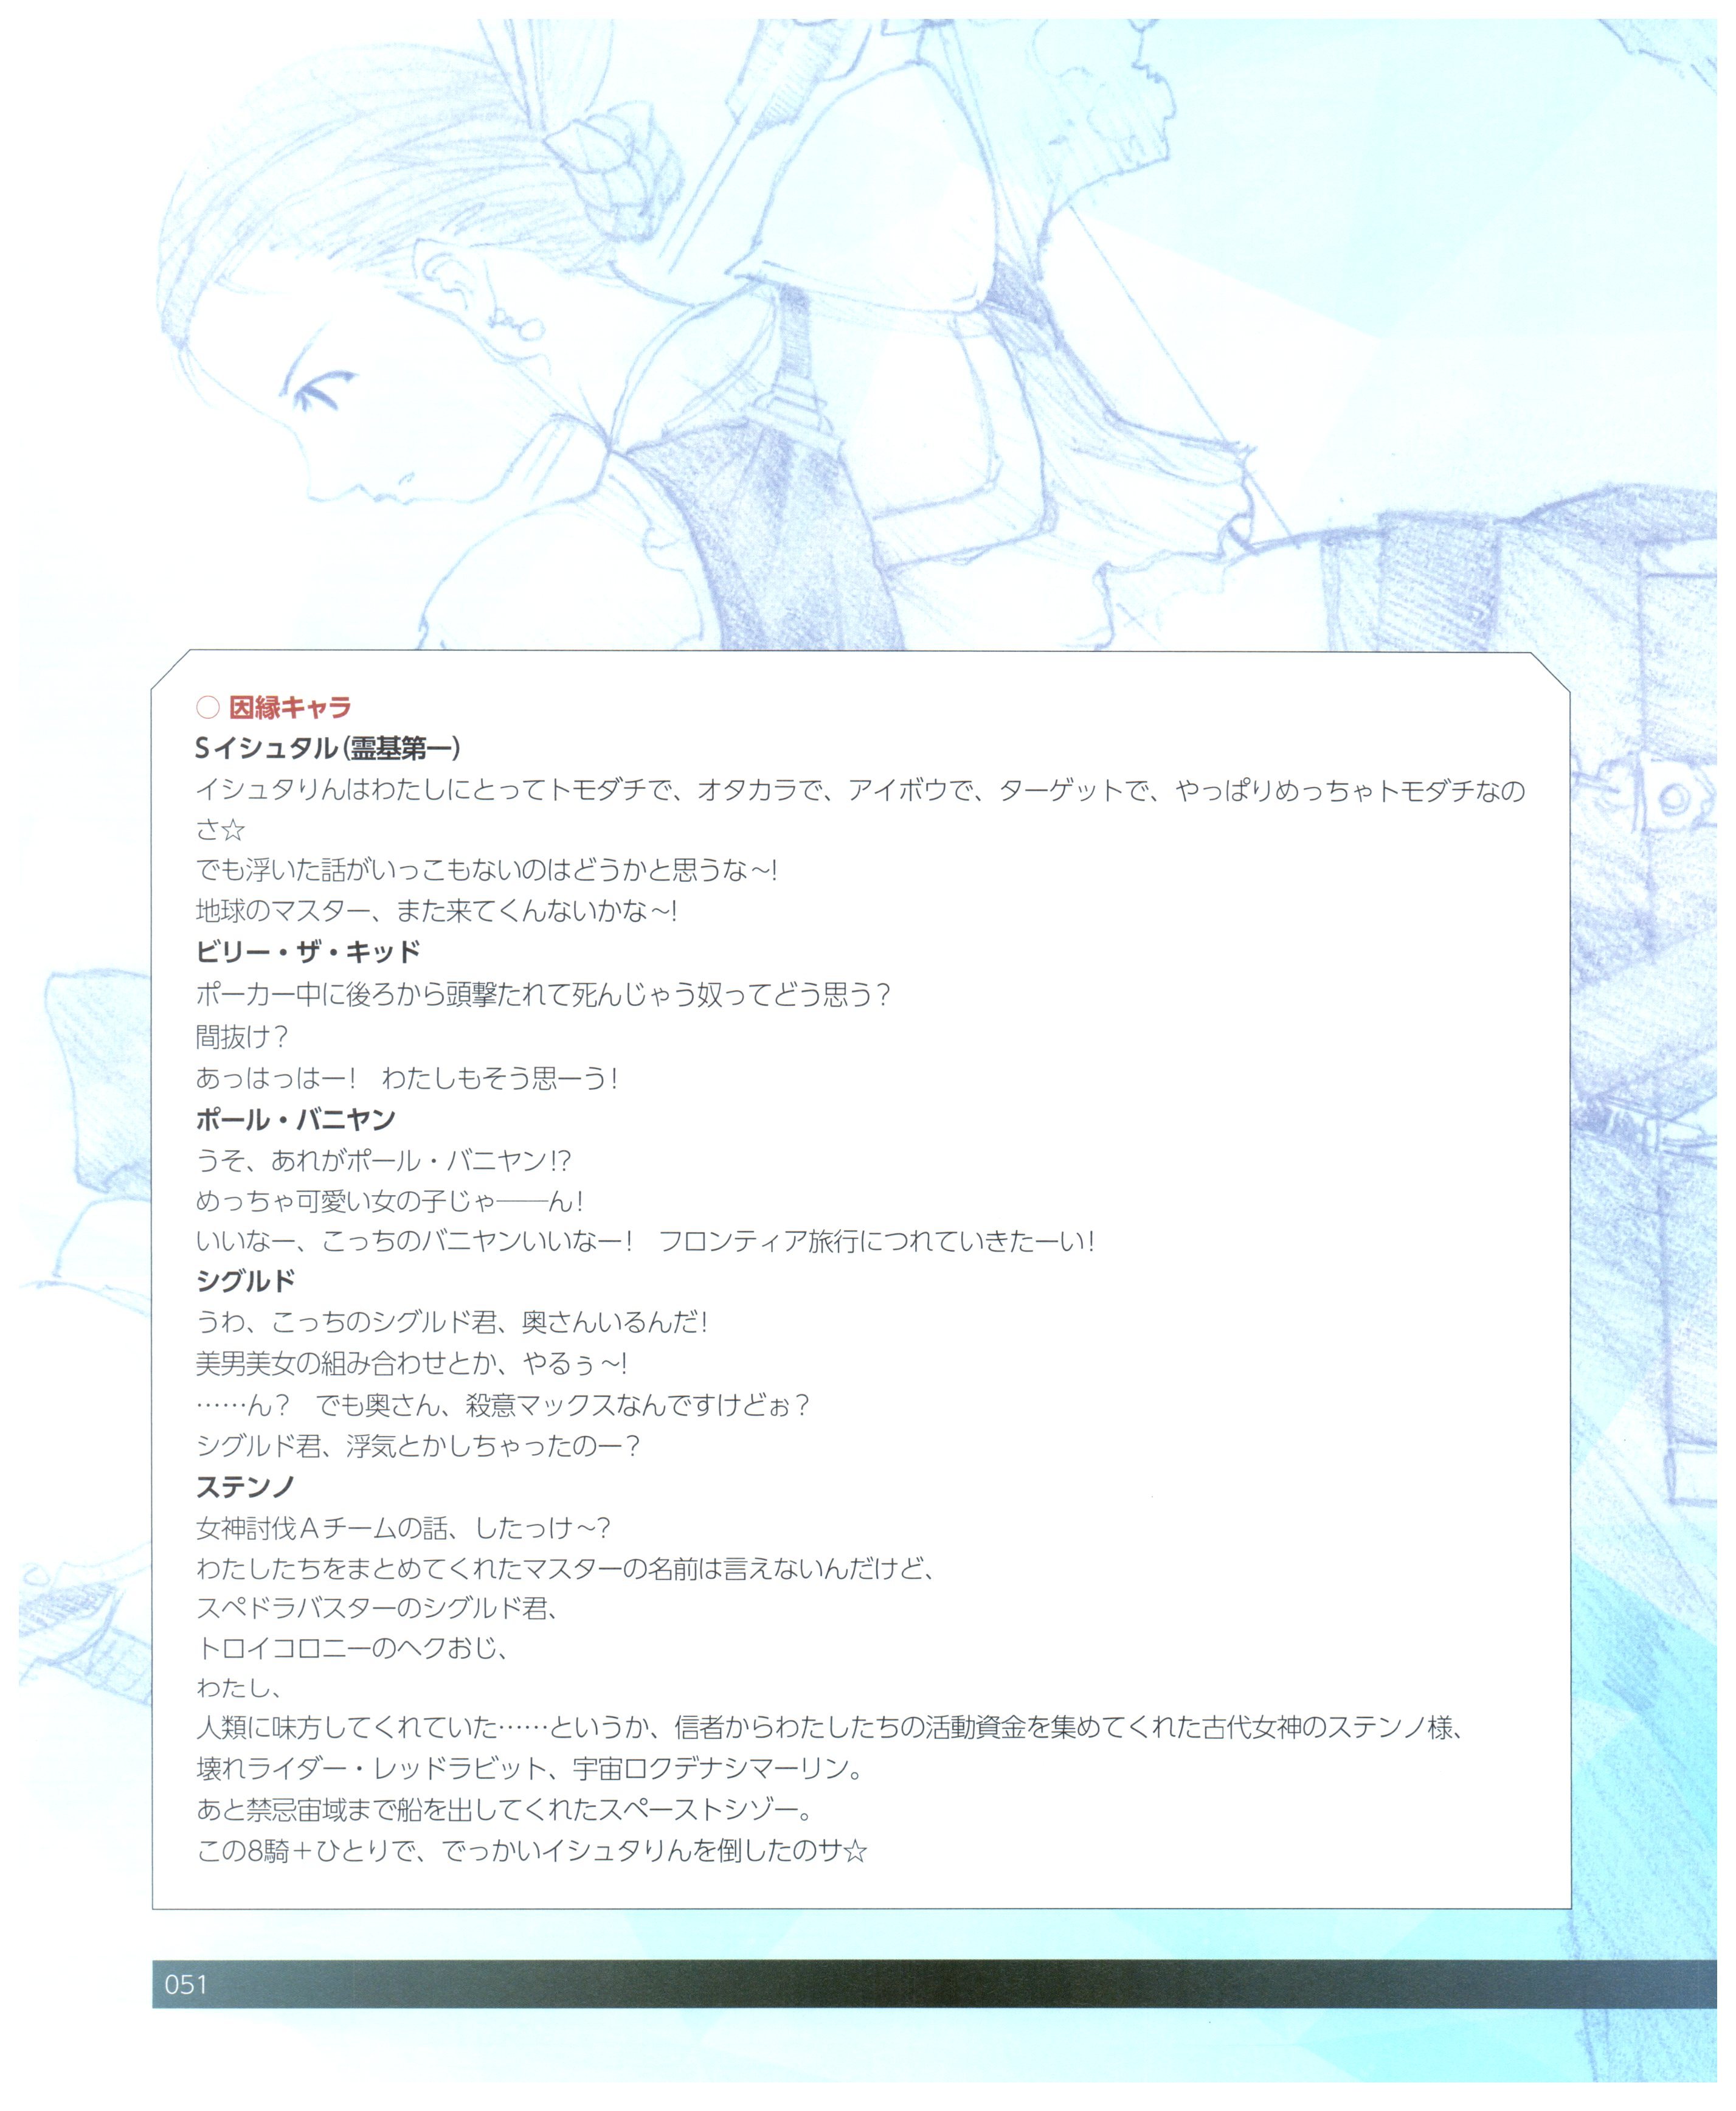 ○ 因縁キャラ
Sイシュタル(霊基第一)
イシュタりんはわたしにとってトモダチで、オタカラで、アイボウで、ターゲットで、やっぱりめっちゃトモダチなの
さ☆
でも浮いた話がいっこもないのはどうかと思うな～!
地球のマスター、また来てくんないかな～!
ビリー・ザ・キッド
ポーカー中に後ろから頭撃たれて死んじゃう奴ってどう思う？
間抜け？
あっはっはー！　わたしもそう思ーう！
ポール・バニヤン
うそ、あれがポール・バニヤン!?
めっちゃ可愛い女の子じゃ――ん！
いいなー、こっちのバニヤンいいなー！　フロンティア旅行につれていきたーい！
シグルド
うわ、こっちのシグルド君、奥さんいるんだ！
美男美女の組み合わせとか、やるぅ～!
……ん？　でも奥さん、殺意マックスなんですけどぉ？
シグルド君、浮気とかしちゃったのー？
ステンノ
女神討伐Aチームの話、したっけ～?
わたしたちをまとめてくれたマスターの名前は言えないんだけど、
スペドラバスターのシグルド君、
トロイコロニーのヘクおじ、
わたし、
人類に味方してくれていた……というか、信者からわたしたちの活動資金を集めてくれた古代女神のステンノ様、
壊れライダー・レッドラビット、宇宙ロクデナシマーリン。
あと禁忌宙域まで船を出してくれたスペーストシゾー。
この8騎＋ひとりで、でっかいイシュタりんを倒したのサ☆
051